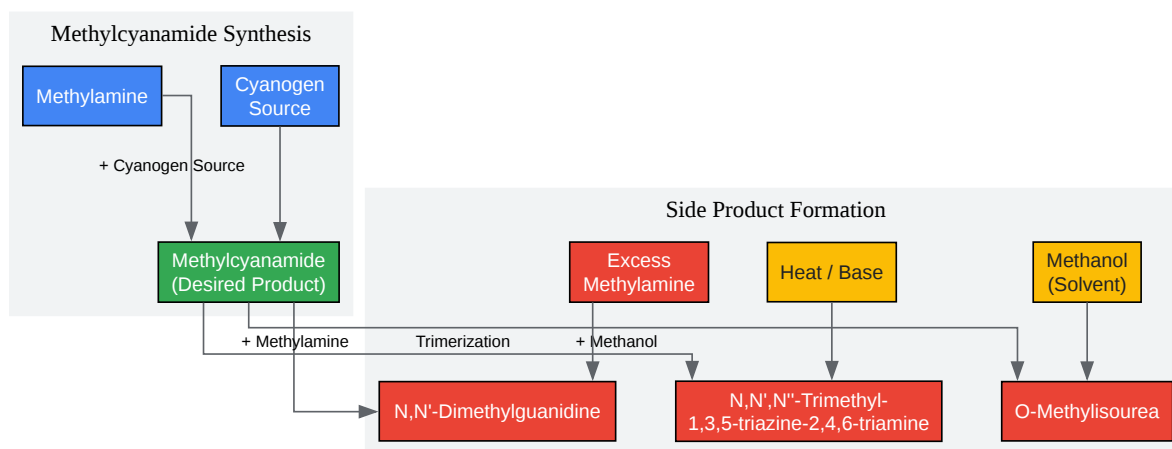 Methylcyanamide Synthesis
Methylamine
Cyanogen
Source
+ Cyanogen Source
Methylcyanamide
(Desired Product)
Side Product Formation
Excess
Methylamine
Heat / Base
Methanol
(Solvent)
+ Methylamine
Trimerization
+ Methanol
N,N'-Dimethylguanidine
N,N',N''-Trimethyl-
1,3,5-triazine-2,4,6-triamine
O-Methylisourea